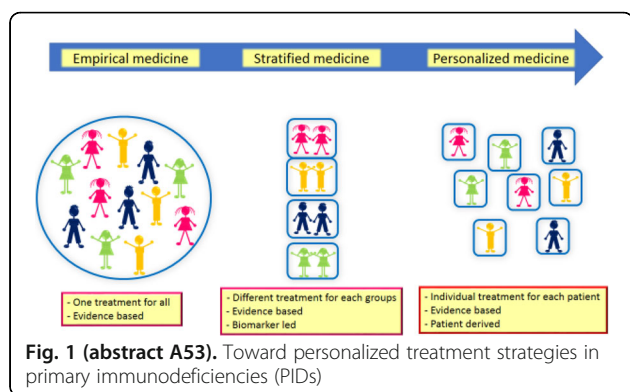 Empirical medicine
Stratified medicine
Personalized medicine
- One treatment for all
- Evidence based
- Different treatment for each groups
- Evidence based
- Biomarker led
- Individual treatment for each patient
- Evidence based
- Patient derived
Fig. 1 (abstract A53). Toward personalized treatment strategies in
primary immunodeficiencies (PIDs)